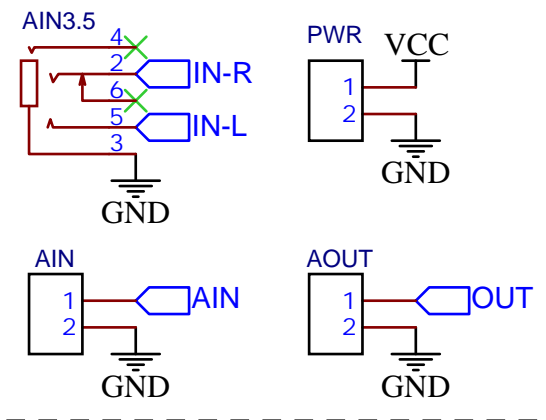 AIN3.5
4
2
IN-R
6
5
IN-L
3
GND
PWR
VCC
1
2
GND
AIN
1
AIN
2
GND
AOUT
1
OUT
2
GND